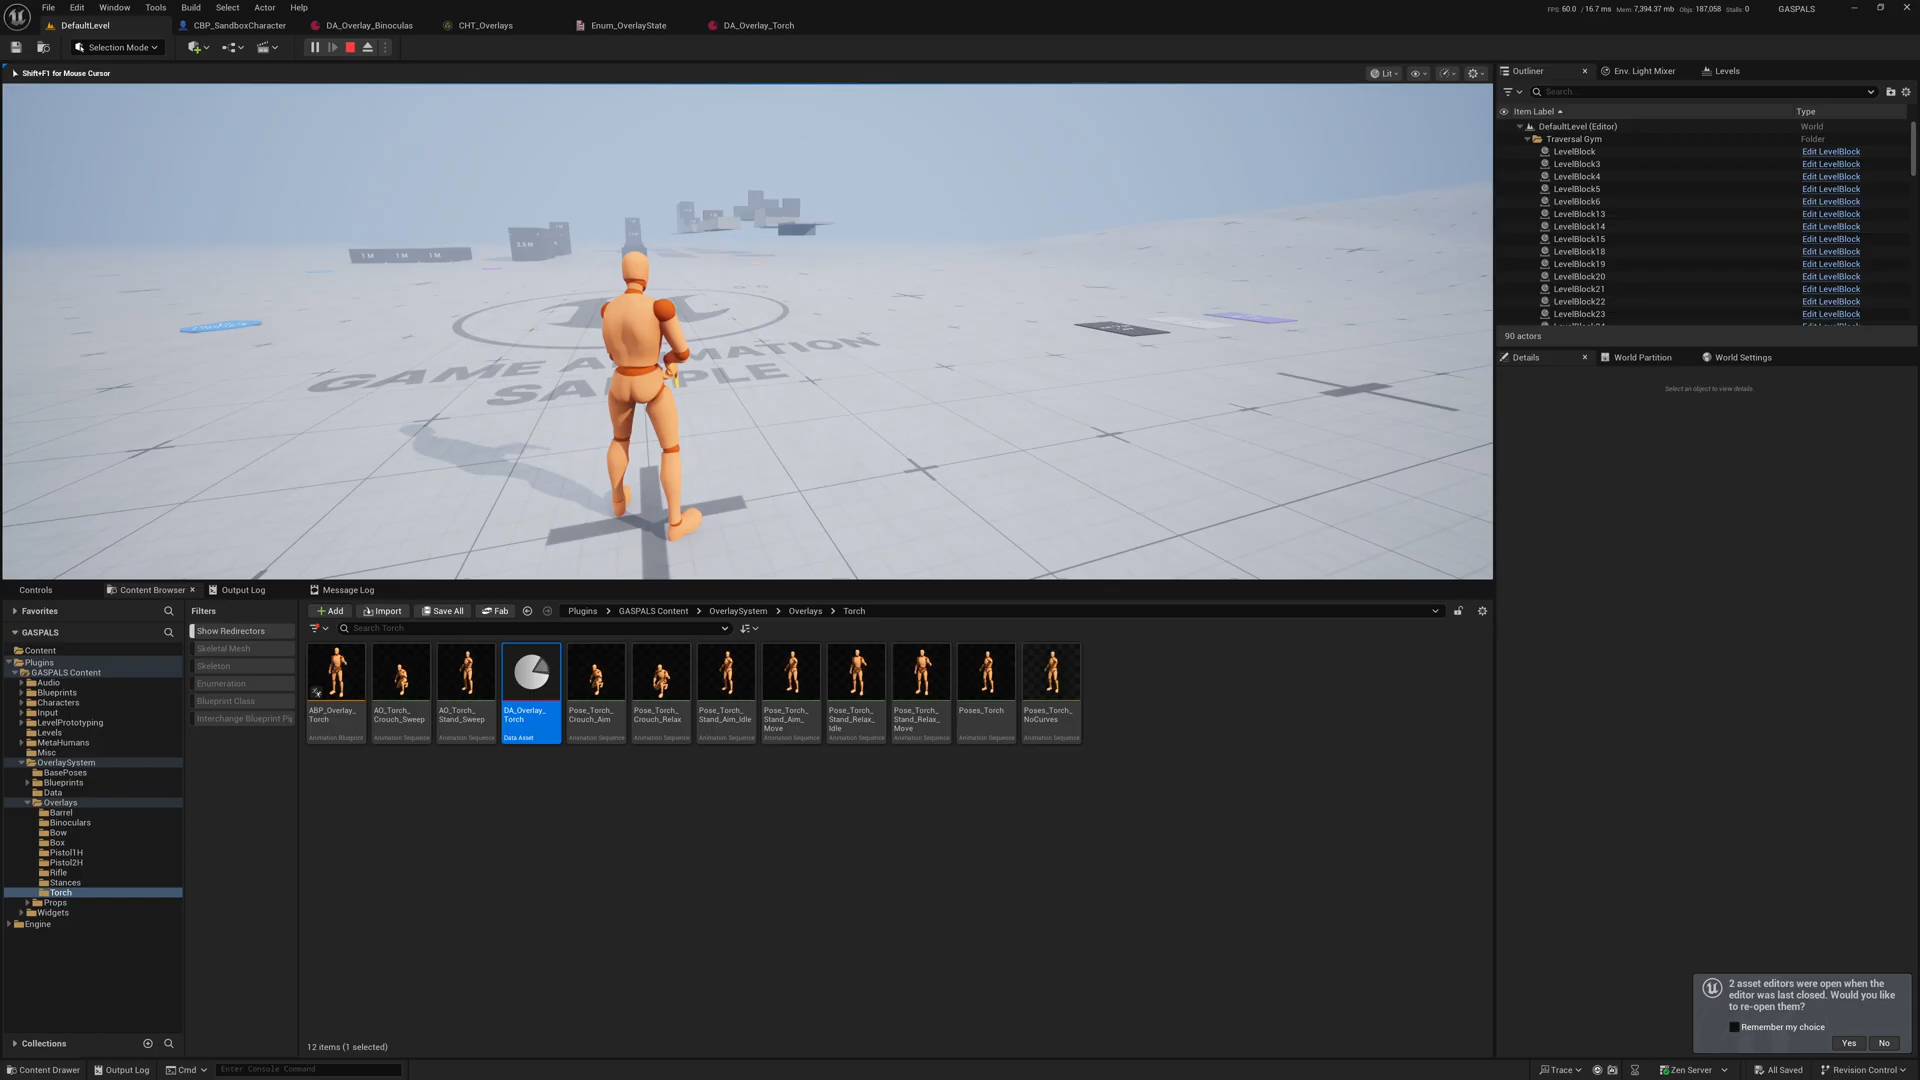 File Edit Window Tools Build Select Actor Help
FPS: 60.0 / 16.7 ms Mem: 7,394.37 mb Objs: 187,058 Stalls: 0 GASPALS
DefaultLevel CBP_SandboxCharacter DA_Overlay_Binoculas CHT_Overlays Enum_OverlayState DA_Overlay_Torch
Selection Mode
Shift+F1 for Mouse Cursor
Lit
1 M 1 M 1 M
2.5 M
GAME ANIMATION
SAMPLE
Outliner Env. Light Mixer Levels
Search...
Item Label Type
DefaultLevel (Editor) World
Traversal Gym Folder
LevelBlock Edit LevelBlock
LevelBlock3 Edit LevelBlock
LevelBlock4 Edit LevelBlock
LevelBlock5 Edit LevelBlock
LevelBlock6 Edit LevelBlock
LevelBlock13 Edit LevelBlock
LevelBlock14 Edit LevelBlock
LevelBlock15 Edit LevelBlock
LevelBlock18 Edit LevelBlock
LevelBlock19 Edit LevelBlock
LevelBlock20 Edit LevelBlock
LevelBlock21 Edit LevelBlock
LevelBlock22 Edit LevelBlock
LevelBlock23 Edit LevelBlock
90 actors
Details World Partition World Settings
Select an object to view details.
Controls Content Browser Output Log Message Log
Favorites
GASPALS
Content
Plugins
GASPALS Content
Audio
Blueprints
Characters
Input
LevelPrototyping
Levels
MetaHumans
Misc
OverlaySystem
BasePoses
Blueprints
Data
Overlays
Barrel
Binoculars
Bow
Box
Pistol1H
Pistol2H
Rifle
Stances
Torch
Props
Widgets
Engine
Collections
Filters
Show Redirectors
Skeletal Mesh
Skeleton
Enumeration
Blueprint Class
Interchange Blueprint Pip
Add Import Save All Fab Plugins GASPALS Content OverlaySystem Overlays Torch
Search Torch
ABP_Overlay_
Torch
Animation Blueprint
AO_Torch_
Crouch_Sweep
Animation Sequence
AO_Torch_
Stand_Sweep
Animation Sequence
DA_Overlay_
Torch
Data Asset
Pose_Torch_
Crouch_Aim
Animation Sequence
Pose_Torch_
Crouch_Relax
Animation Sequence
Pose_Torch_
Stand_Aim_Idle
Animation Sequence
Pose_Torch_
Stand_Aim_
Move
Animation Sequence
Pose_Torch_
Stand_Relax_
Idle
Animation Sequence
Pose_Torch_
Stand_Relax_
Move
Animation Sequence
Poses_Torch
Animation Sequence
Poses_Torch_
NoCurves
Animation Sequence
12 items (1 selected)
2 asset editors were open when the
editor was last closed. Would you like
to re-open them?
Remember my choice
Yes No
Content Drawer Output Log Cmd Enter Console Command
Trace Zen Server All Saved Revision Control